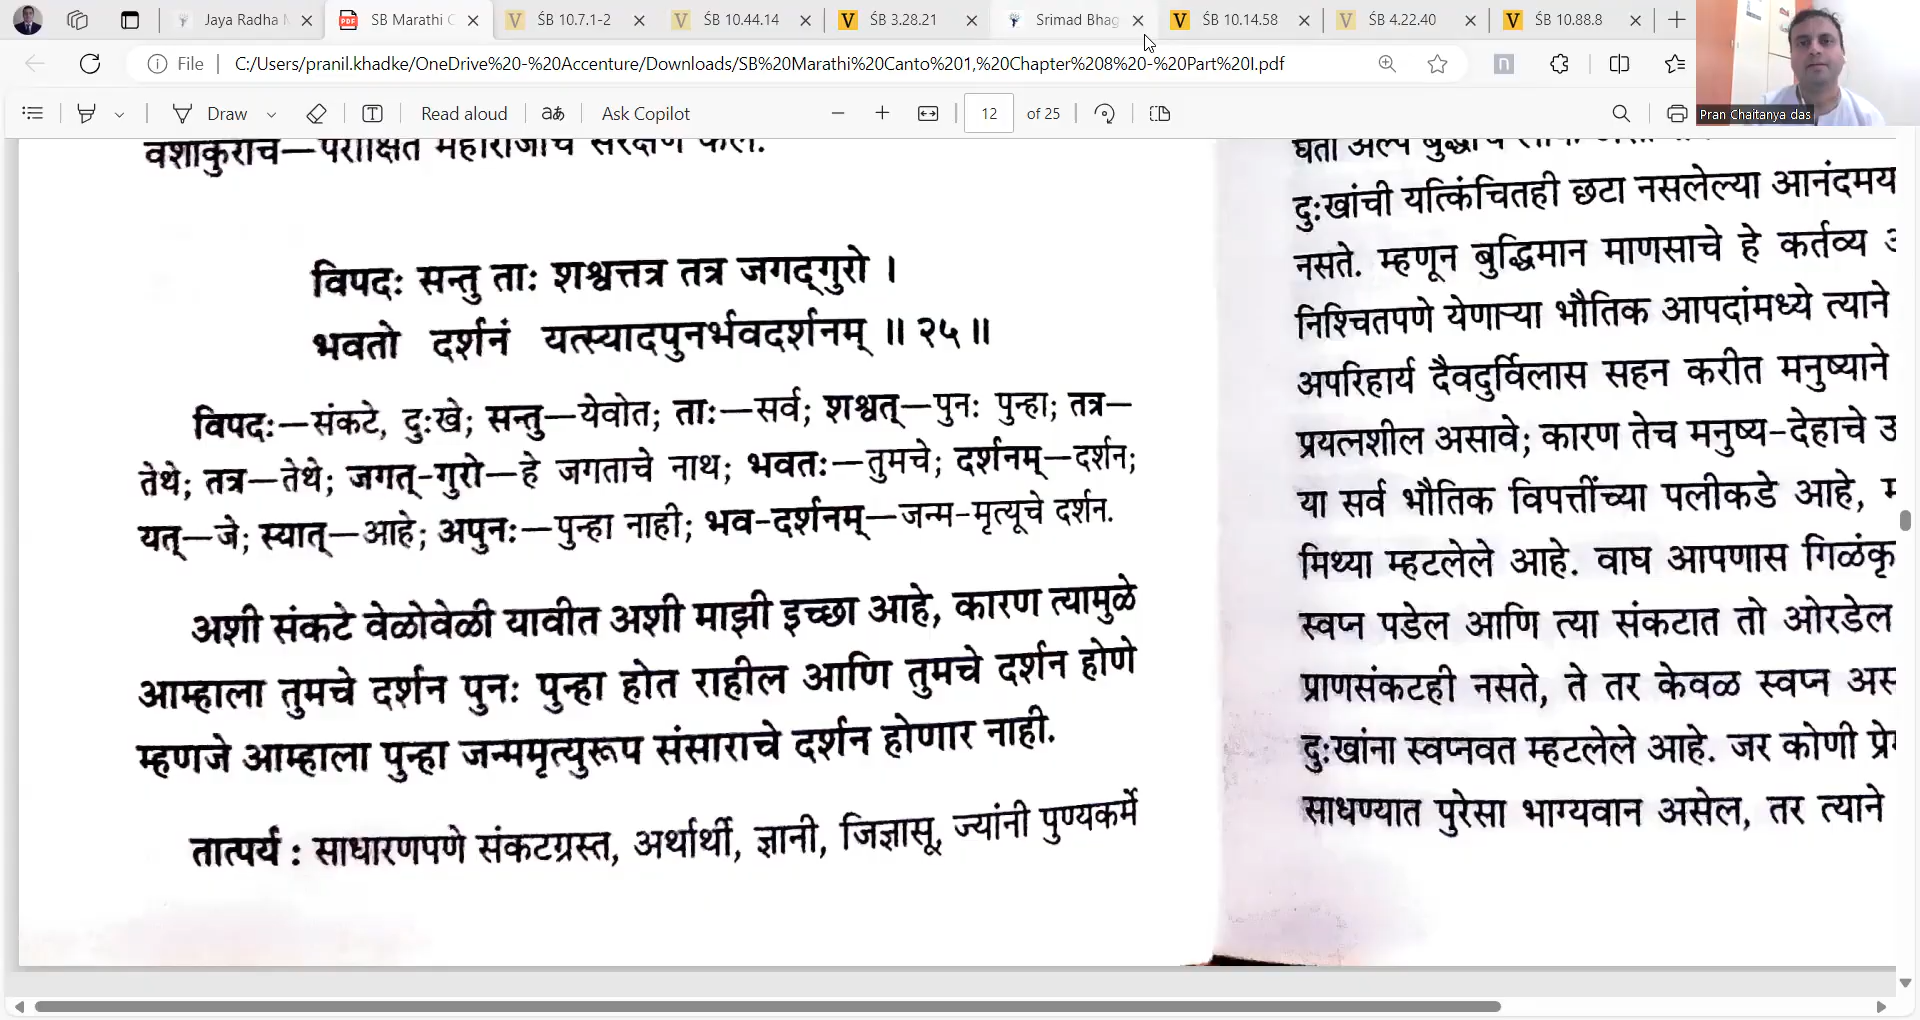 Jaya Radha M
SB Marathi C
ŚB 10.7.1-2
ŚB 10.44.14
ŚB 3.28.21
Srimad Bhag
ŚB 10.14.58
ŚB 4.22.40
ŚB 10.88.8
File
C:/Users/pranil.khadke/OneDrive%20-%20Accenture/Downloads/SB%20Marathi%20Canto%201,%20Chapter%208%20-%20Part%20I.pdf
Draw
Read aloud
Ask Copilot
12 of 25
Pran Chaitanya das
विपदः सन्तु ताः शश्वत्तत्र तत्र जगद्‌गुरो ।
भवतो दर्शनं यत्स्यादपुनर्भवदर्शनम् ॥ २५ ॥
विपदः—संकटे, दुःखे; सन्तु—येवोत; ताः—सर्व; शश्वत्—पुनः पुन्हा; तत्र—
तेथे; तत्र—तेथे; जगत्-गुरो—हे जगताचे नाथ; भवतः—तुमचे; दर्शनम्—दर्शन;
यत्—जे; स्यात्—आहे; अपुनः—पुन्हा नाही; भव-दर्शनम्—जन्म-मृत्यूचे दर्शन.
अशी संकटे वेळोवेळी यावीत अशी माझी इच्छा आहे, कारण त्यामुळे
आम्हाला तुमचे दर्शन पुनः पुन्हा होत राहील आणि तुमचे दर्शन होणे
म्हणजे आम्हाला पुन्हा जन्ममृत्युरूप संसाराचे दर्शन होणार नाही.
तात्पर्य : साधारणपणे संकटग्रस्त, अर्थार्थी, ज्ञानी, जिज्ञासू, ज्यांनी पुण्यकर्मे
दुःखांची यत्किंचितही छटा नसलेल्या आनंदमय
नसते. म्हणून बुद्धिमान माणसाचे हे कर्तव्य
निश्चितपणे येणाऱ्या भौतिक आपदांमध्ये त्याने
अपरिहार्य दैवदुर्विलास सहन करीत मनुष्याने
प्रयत्नशील असावे; कारण तेच मनुष्य-देहाचे
या सर्व भौतिक विपत्तींच्या पलीकडे आहे,
मिथ्या म्हटलेले आहे. वाघ आपणास गिळंकृ
स्वप्न पडेल आणि त्या संकटात तो ओरडेल
प्राणसंकटही नसते, ते तर केवळ स्वप्न अस
दुःखांना स्वप्नवत म्हटलेले आहे. जर कोणी
साधण्यात पुरेसा भाग्यवान असेल, तर त्याने